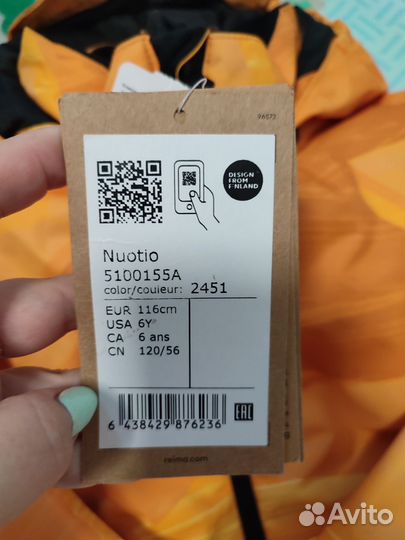 96573
DESIGN
FROM
FINLAND
Nuotio
5100155A
color/couleur: 2451
EUR 116cm
USA 6Y
CA 6 ans
CN 120/56
6 438429 876236
EAC
reima.com
Avito